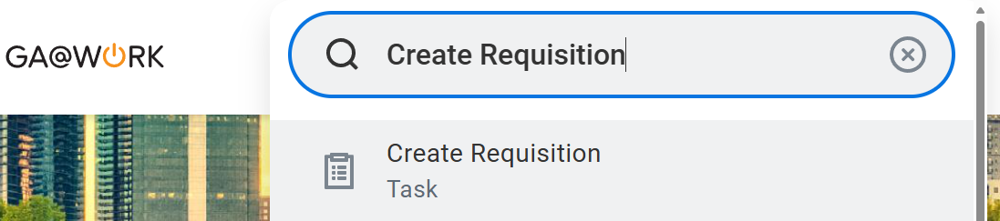 GA@WORK
Create Requisition
Create Requisition
Task